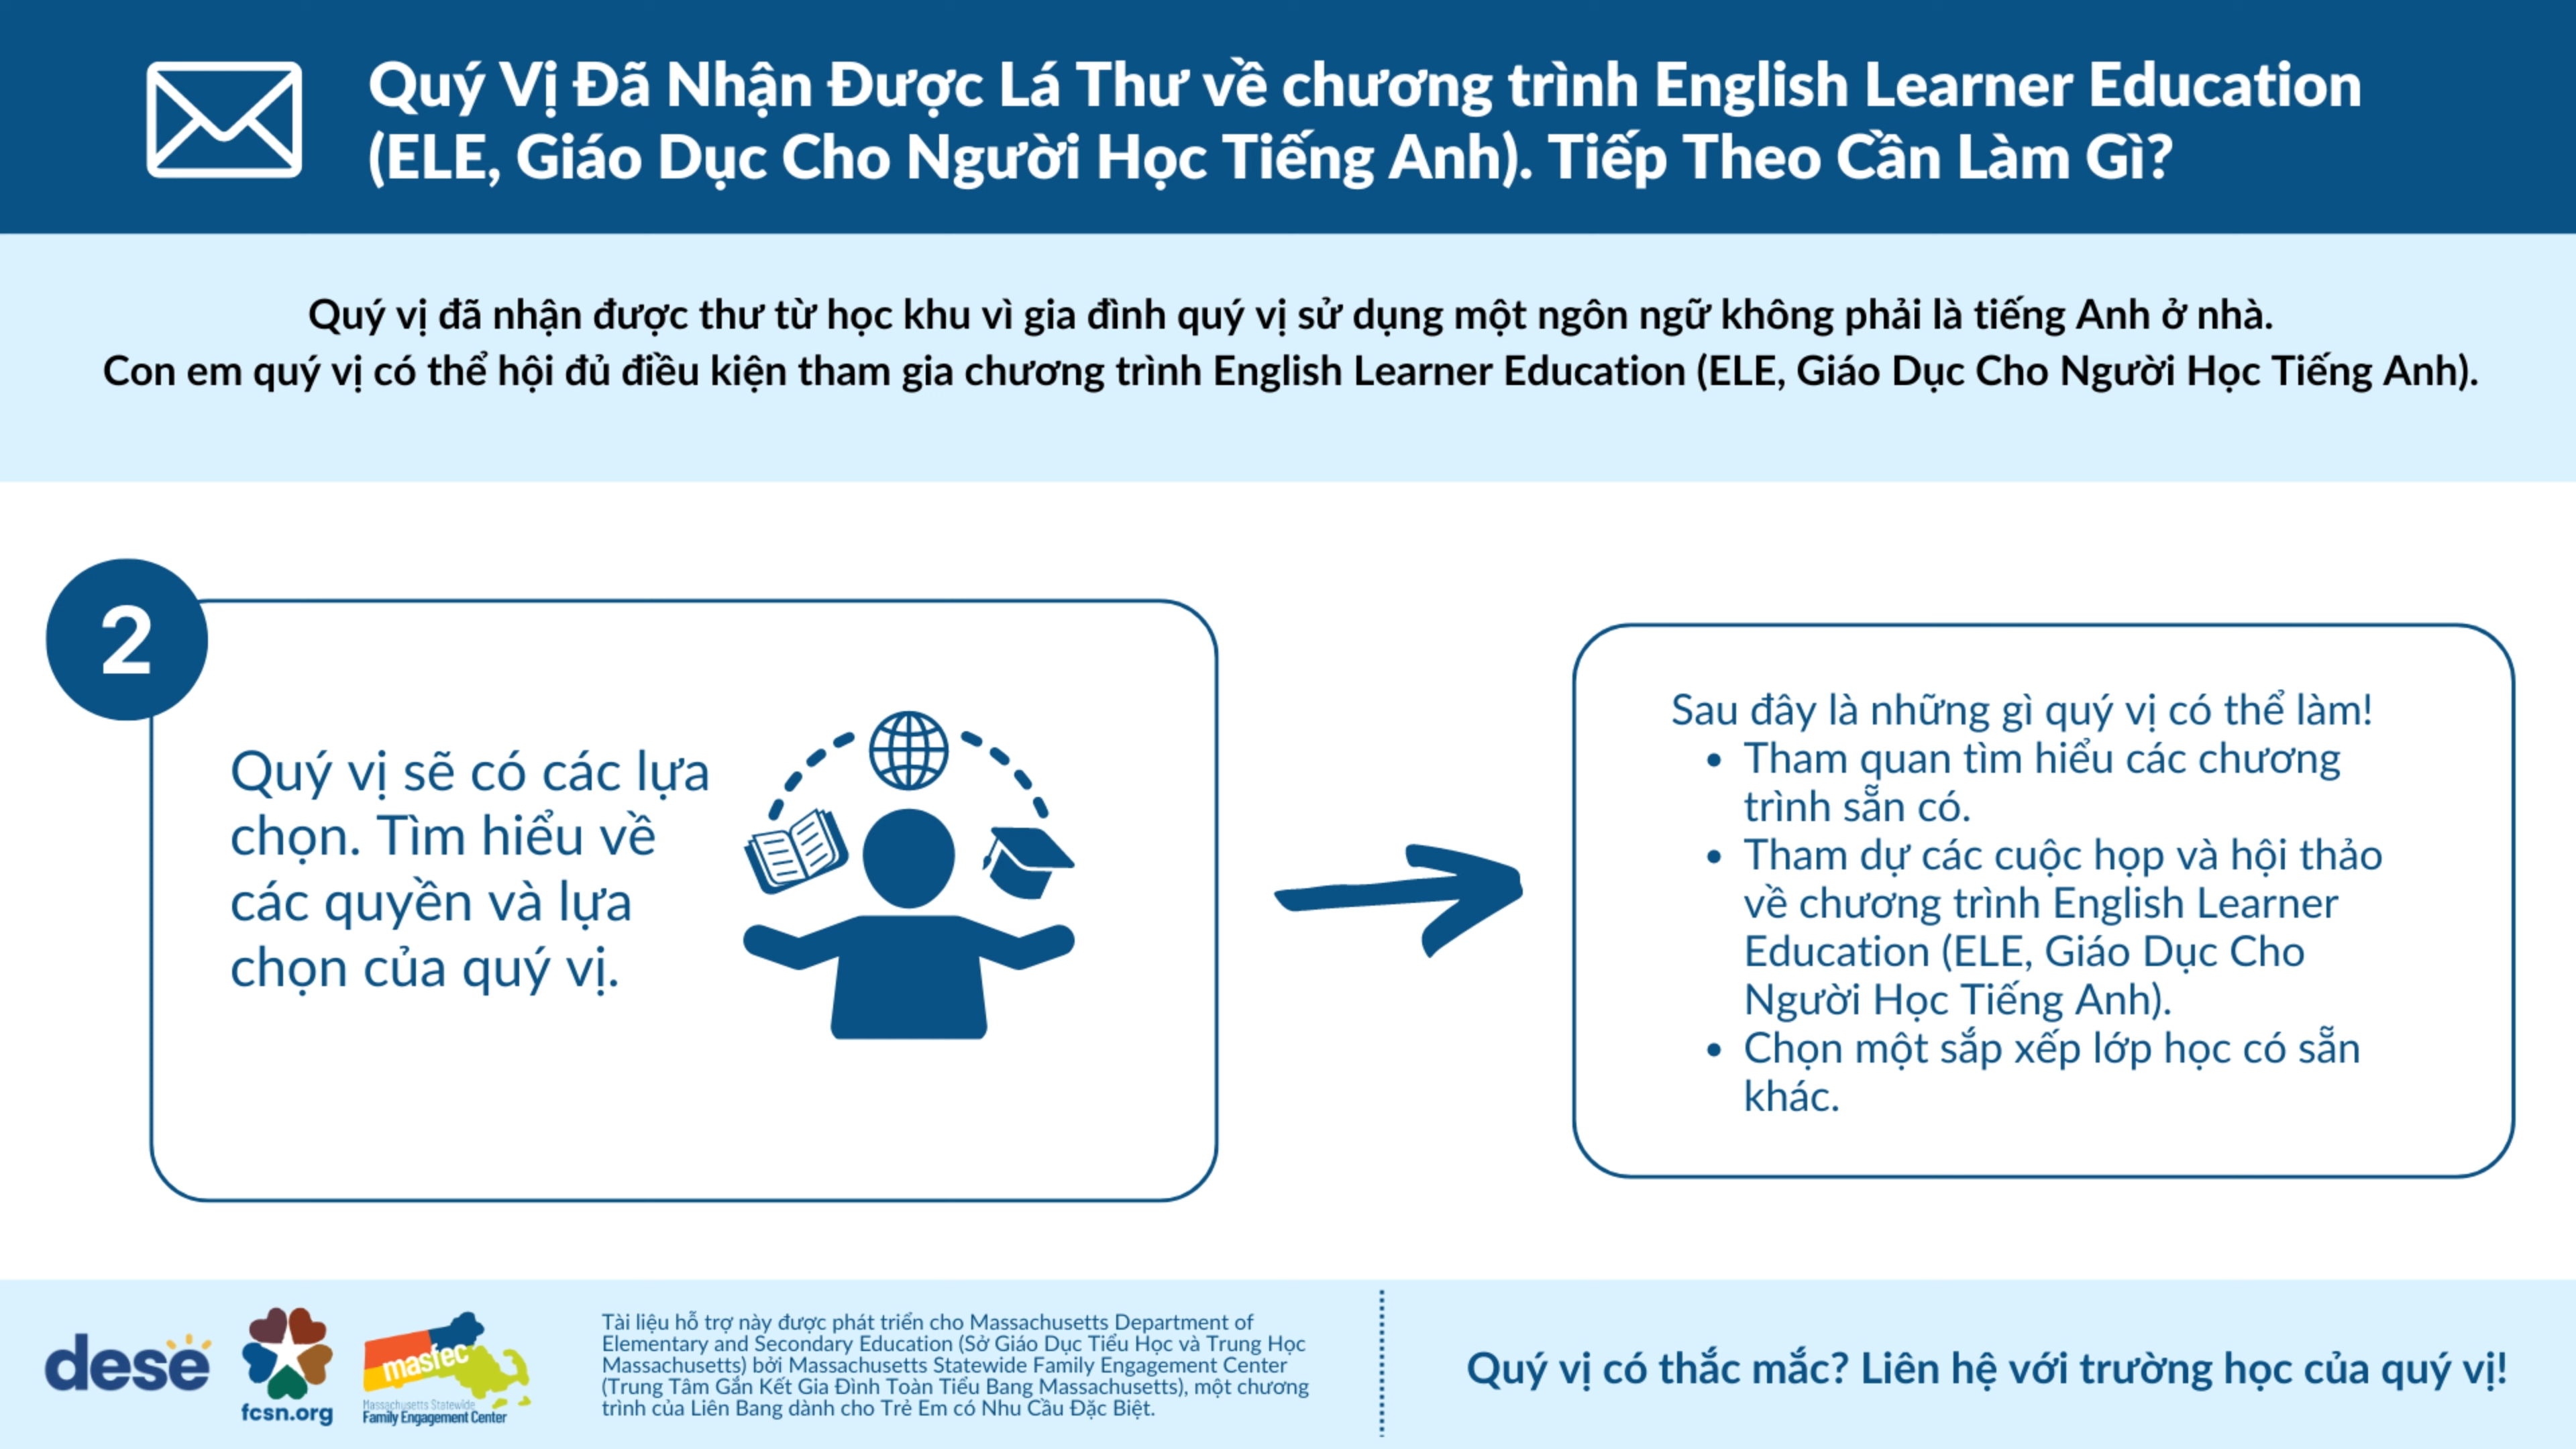 Quý Vị Đã Nhận Được Lá Thư về chương trình English Learner Education
(ELE, Giáo Dục Cho Người Học Tiếng Anh). Tiếp Theo Cần Làm Gì?
Quý vị đã nhận được thư từ học khu vì gia đình quý vị sử dụng một ngôn ngữ không phải là tiếng Anh ở nhà.
Con em quý vị có thể hội đủ điều kiện tham gia chương trình English Learner Education (ELE, Giáo Dục Cho Người Học Tiếng Anh).
2
Quý vị sẽ có các lựa
chọn. Tìm hiểu về
các quyền và lựa
chọn của quý vị.
Sau đây là những gì quý vị có thể làm!
• Tham quan tìm hiểu các chương
trình sẵn có.
• Tham dự các cuộc họp và hội thảo
về chương trình English Learner
Education (ELE, Giáo Dục Cho
Người Học Tiếng Anh).
• Chọn một sắp xếp lớp học có sẵn
khác.
dese
fcsn.org
masfec
Massachusetts Statewide
Family Engagement Center
Tài liệu hỗ trợ này được phát triển cho Massachusetts Department of
Elementary and Secondary Education (Sở Giáo Dục Tiểu Học và Trung Học
Massachusetts) bởi Massachusetts Statewide Family Engagement Center
(Trung Tâm Gắn Kết Gia Đình Toàn Tiểu Bang Massachusetts), một chương
trình của Liên Bang dành cho Trẻ Em có Nhu Cầu Đặc Biệt.
Quý vị có thắc mắc? Liên hệ với trường học của quý vị!